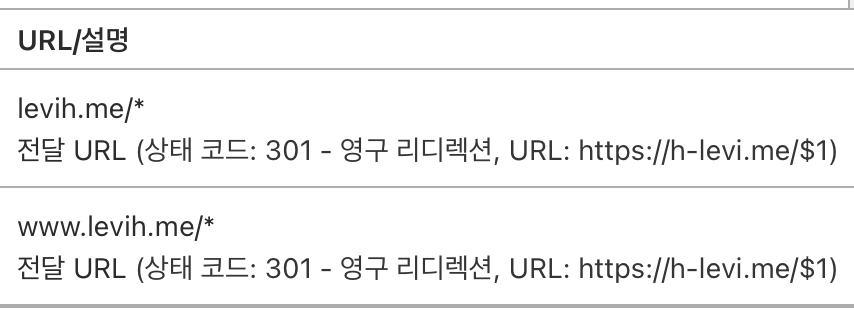 URL/설명
levih.me/*
전달 URL (상태 코드: 301 - 영구 리디렉션, URL: https://h-levi.me/$1)
www.levih.me/*
전달 URL (상태 코드: 301 - 영구 리디렉션, URL: https://h-levi.me/$1)